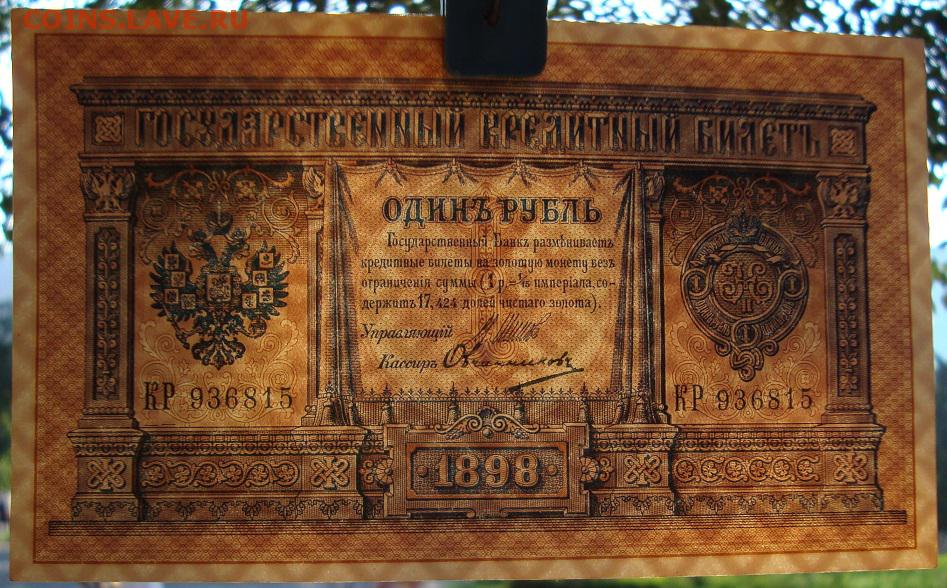 COINS.LAVE.RU
ГОСУДАРСТВЕННЫЙ КРЕДИТНЫЙ БИЛЕТЪ
ОДИНЪ РУБЛЬ
Государственный Банкъ размѣниваетъ
кредитные билеты на золотую монету безъ
ограниченія суммы (1 р. = 1/15 имперіала, со-
держитъ 17,424 долей чистаго золота).
Управляющій
Кассиръ Овчинниковъ
КР 936815
КР 936815
1898